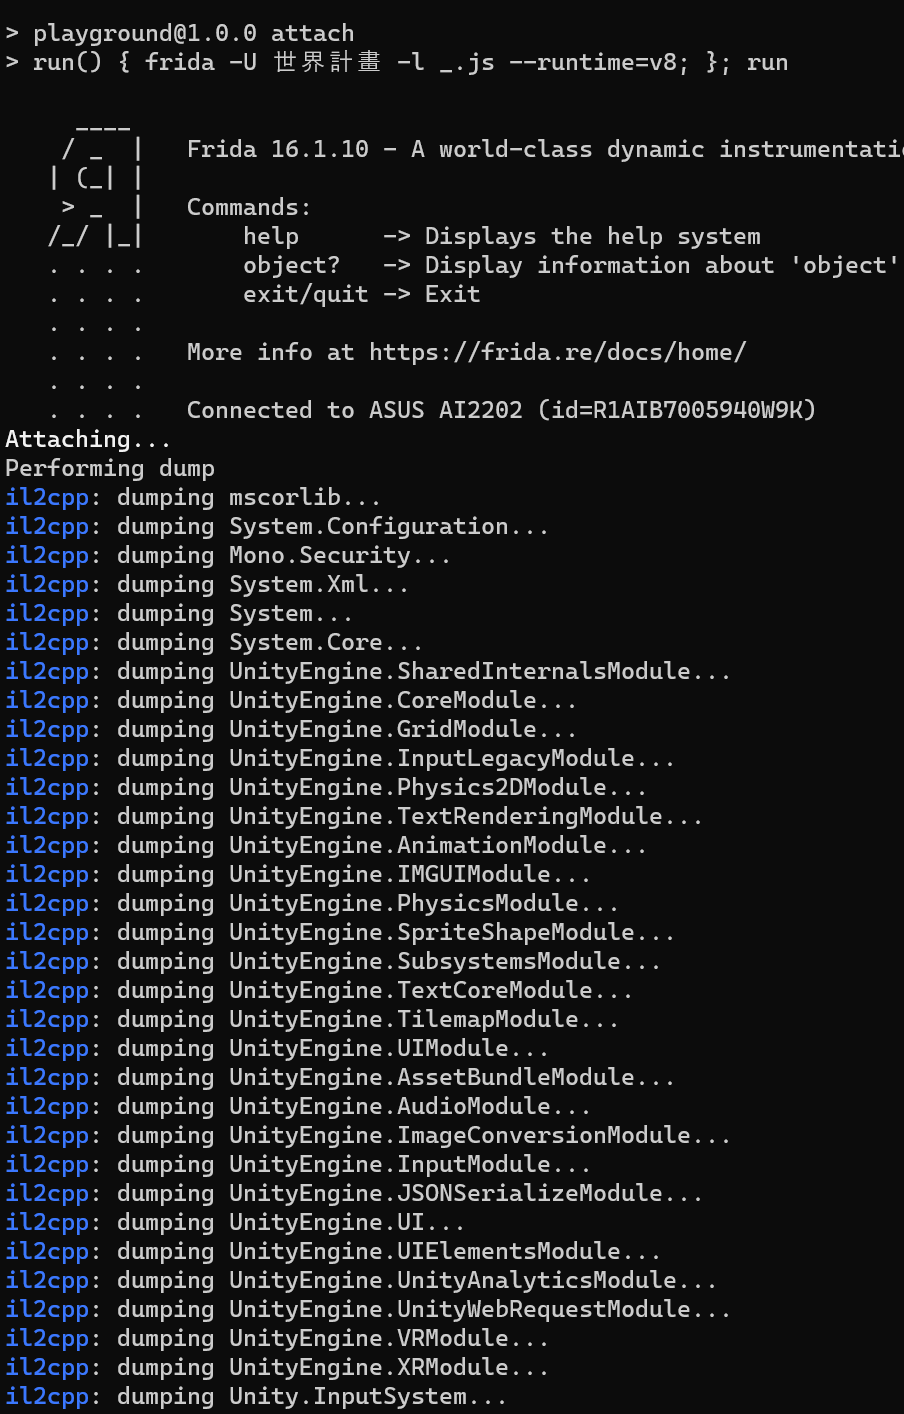 > playground@1.0.0 attach
> run() { frida -U 世界計畫 -l _.js --runtime=v8; }; run
     ____
    / _  |   Frida 16.1.10 - A world-class dynamic instrumentati
   | (_| |
    > _  |   Commands:
   /_/ |_|       help      -> Displays the help system
   . . . .       object?   -> Display information about 'object'
   . . . .       exit/quit -> Exit
   . . . .
   . . . .   More info at https://frida.re/docs/home/
   . . . .
   . . . .   Connected to ASUS AI2202 (id=R1AIB7005940W9K)
Attaching...
Performing dump
il2cpp: dumping mscorlib...
il2cpp: dumping System.Configuration...
il2cpp: dumping Mono.Security...
il2cpp: dumping System.Xml...
il2cpp: dumping System...
il2cpp: dumping System.Core...
il2cpp: dumping UnityEngine.SharedInternalsModule...
il2cpp: dumping UnityEngine.CoreModule...
il2cpp: dumping UnityEngine.GridModule...
il2cpp: dumping UnityEngine.InputLegacyModule...
il2cpp: dumping UnityEngine.Physics2DModule...
il2cpp: dumping UnityEngine.TextRenderingModule...
il2cpp: dumping UnityEngine.AnimationModule...
il2cpp: dumping UnityEngine.IMGUIModule...
il2cpp: dumping UnityEngine.PhysicsModule...
il2cpp: dumping UnityEngine.SpriteShapeModule...
il2cpp: dumping UnityEngine.SubsystemsModule...
il2cpp: dumping UnityEngine.TextCoreModule...
il2cpp: dumping UnityEngine.TilemapModule...
il2cpp: dumping UnityEngine.UIModule...
il2cpp: dumping UnityEngine.AssetBundleModule...
il2cpp: dumping UnityEngine.AudioModule...
il2cpp: dumping UnityEngine.ImageConversionModule...
il2cpp: dumping UnityEngine.InputModule...
il2cpp: dumping UnityEngine.JSONSerializeModule...
il2cpp: dumping UnityEngine.UI...
il2cpp: dumping UnityEngine.UIElementsModule...
il2cpp: dumping UnityEngine.UnityAnalyticsModule...
il2cpp: dumping UnityEngine.UnityWebRequestModule...
il2cpp: dumping UnityEngine.VRModule...
il2cpp: dumping UnityEngine.XRModule...
il2cpp: dumping Unity.InputSystem...